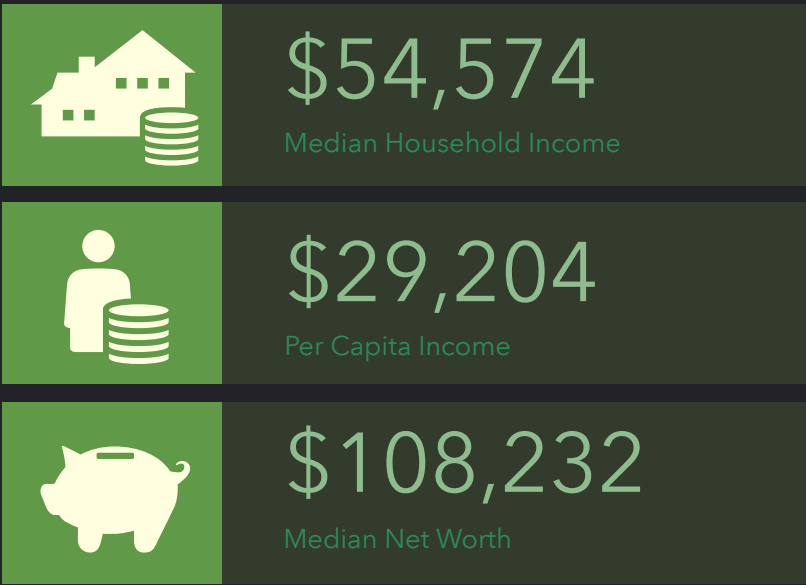 $54,574
Median Household Income
$29,204
Per Capita Income
$108,232
Median Net Worth